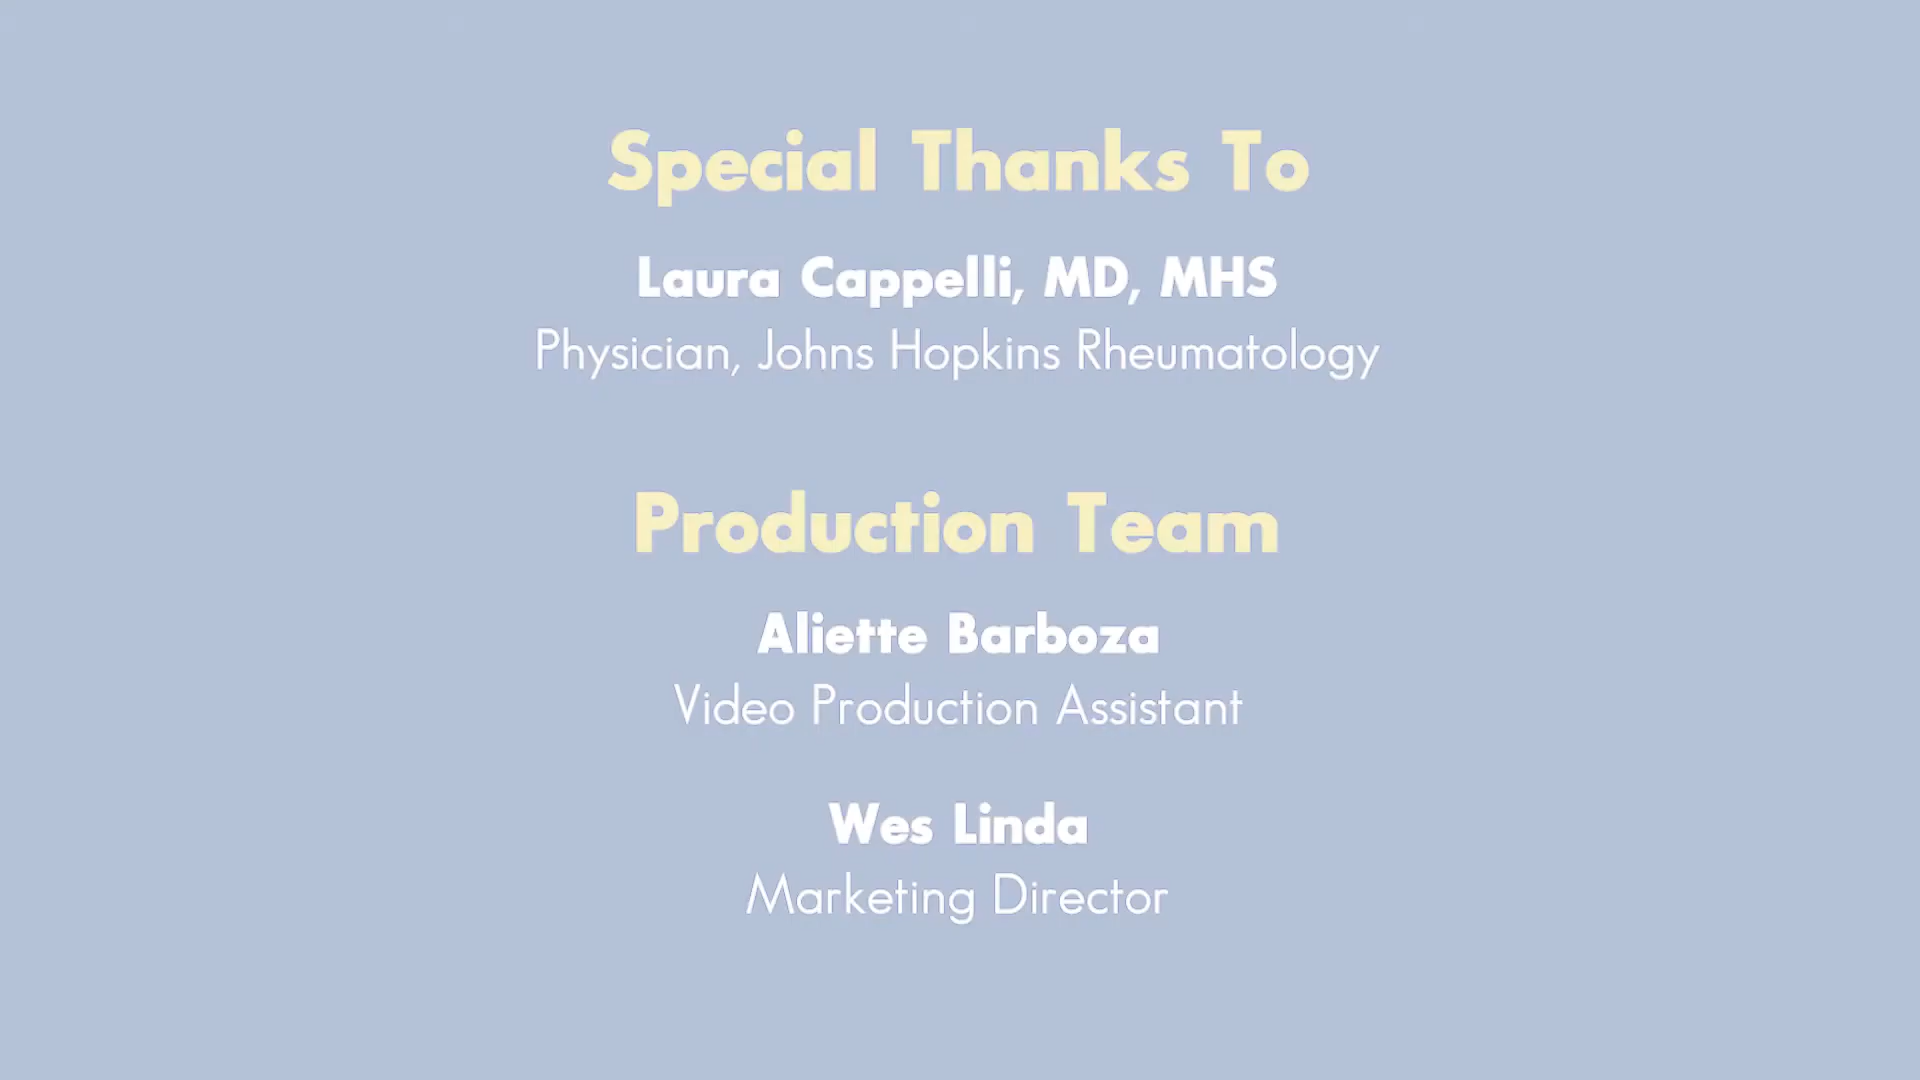 Special Thanks To
Laura Cappelli, MD, MHS
Physician, Johns Hopkins Rheumatology
Production Team
Aliette Barboza
Video Production Assistant
Wes Linda
Marketing Director